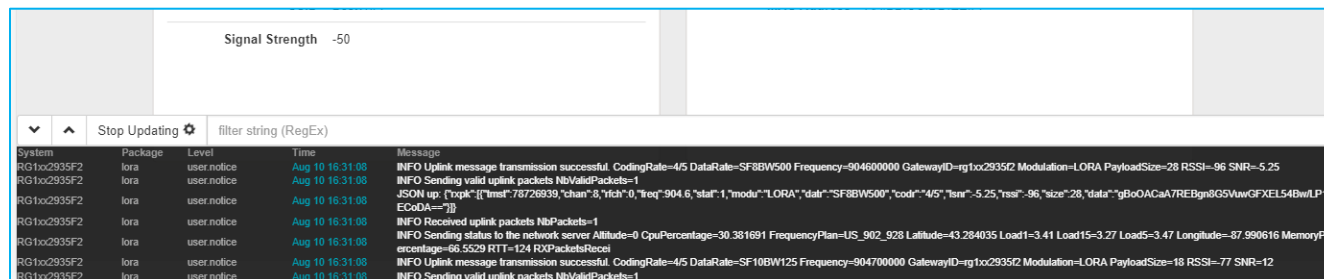 Signal Strength -50
Stop Updating filter string (RegEx)
System Package Level Time Message
RG1xx2935F2 lora user.notice Aug 10 16:31:08 INFO Uplink message transmission successful. CodingRate=4/5 DataRate=SF8BW500 Frequency=904600000 GatewayID=rg1xx2935f2 Modulation=LORA PayloadSize=28 RSSI=-96 SNR=-5.25
RG1xx2935F2 lora user.notice Aug 10 16:31:08 INFO Sending valid uplink packets NbValidPackets=1
RG1xx2935F2 lora user.notice Aug 10 16:31:08 JSON up: {"rxpk":[{"tmst":78726939,"chan":8,"rfch":0,"freq":904.6,"stat":1,"modu":"LORA","datr":"SF8BW500","codr":"4/5","lsnr":-5.25,"rssi":-96,"size":28,"data":"gBoOACaA7REBgn8G5VuwGFXEL54Bw/LP
ECoDA=="}]}
RG1xx2935F2 lora user.notice Aug 10 16:31:08 INFO Received uplink packets NbPackets=1
RG1xx2935F2 lora user.notice Aug 10 16:31:08 INFO Sending status to the network server Altitude=0 CpuPercentage=30.381691 FrequencyPlan=US_902_928 Latitude=43.284035 Load1=3.41 Load15=3.27 Load5=3.47 Longitude=-87.990616 MemoryP
ercentage=66.5529 RTT=124 RXPacketsRecei
RG1xx2935F2 lora user.notice Aug 10 16:31:08 INFO Uplink message transmission successful. CodingRate=4/5 DataRate=SF10BW125 Frequency=904700000 GatewayID=rg1xx2935f2 Modulation=LORA PayloadSize=18 RSSI=-77 SNR=12
RG1xx2935F2 lora user.notice Aug 10 16:31:08 INFO Sending valid uplink packets NbValidPackets=1